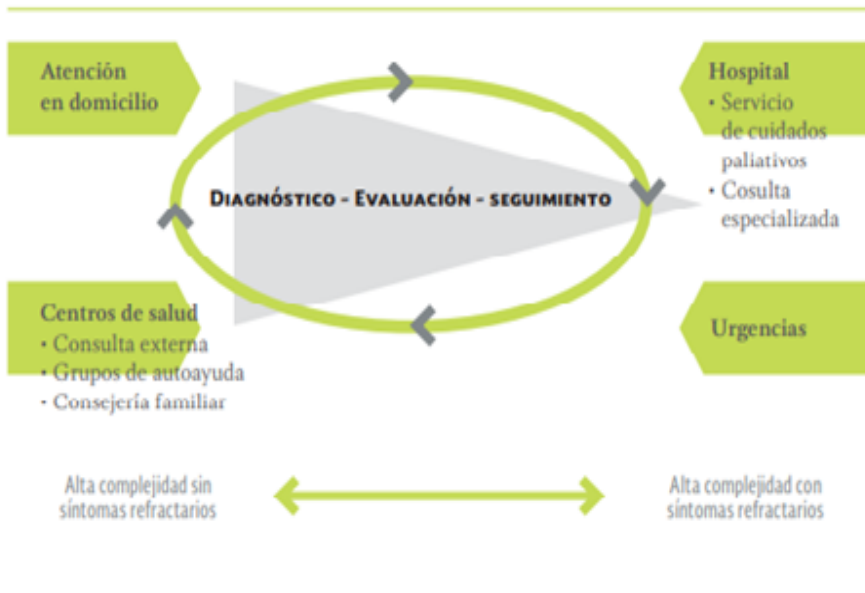 Atención
en domicilio
Hospital
• Servicio
de cuidados
paliativos
• Cosulta
especializada
DIAGNÓSTICO - EVALUACIÓN - SEGUIMIENTO
Centros de salud
• Consulta externa
• Grupos de autoayuda
• Consejería familiar
Urgencias
Alta complejidad sin
síntomas refractarios
Alta complejidad con
síntomas refractarios